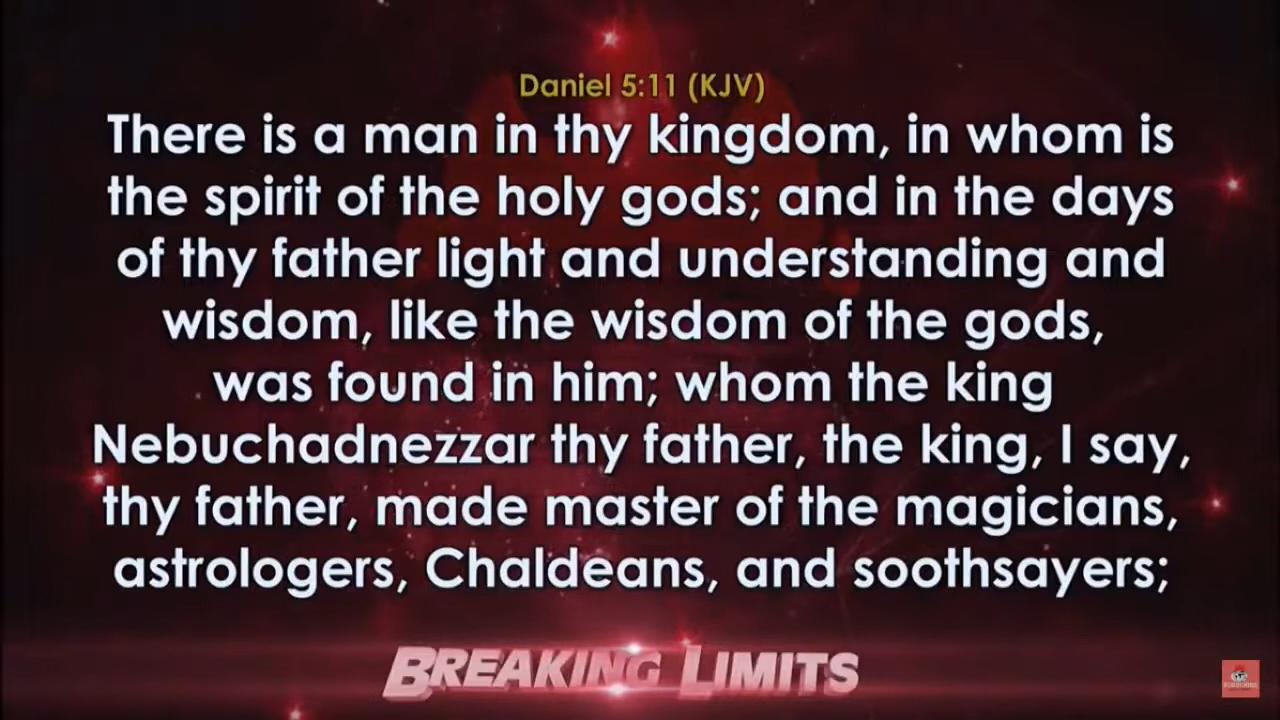 Daniel 5:11 (KJV)
There is a man in thy kingdom, in whom is
the spirit of the holy gods; and in the days
of thy father light and understanding and
wisdom, like the wisdom of the gods,
was found in him; whom the king
Nebuchadnezzar thy father, the king, I say,
thy father, made master of the magicians,
astrologers, Chaldeans, and soothsayers;
BREAKING LIMITS